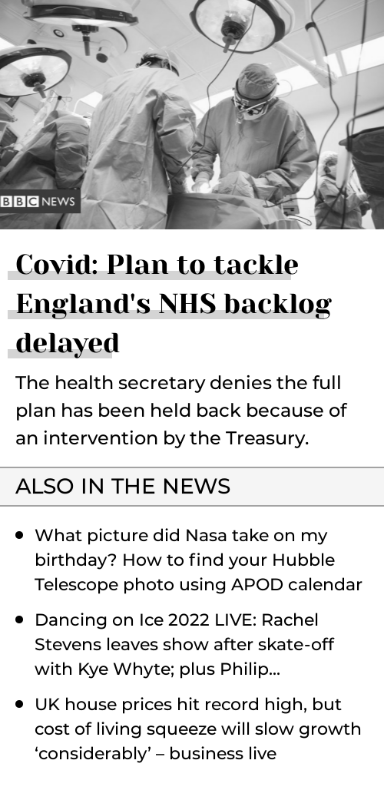 BBC NEWS
Covid: Plan to tackle
England's NHS backlog
delayed
The health secretary denies the full
plan has been held back because of
an intervention by the Treasury.
ALSO IN THE NEWS
• What picture did Nasa take on my
birthday? How to find your Hubble
Telescope photo using APOD calendar
• Dancing on Ice 2022 LIVE: Rachel
Stevens leaves show after skate-off
with Kye Whyte; plus Philip...
• UK house prices hit record high, but
cost of living squeeze will slow growth
‘considerably’ – business live